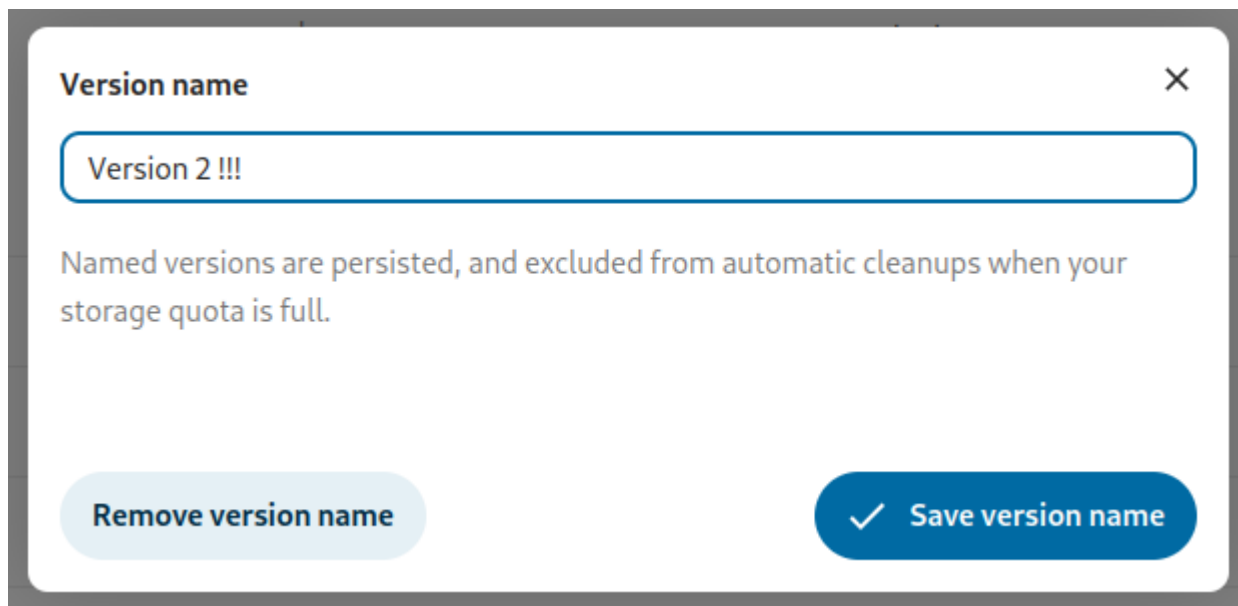 Version name
Version 2 !!!
Named versions are persisted, and excluded from automatic cleanups when your
storage quota is full.
Remove version name
Save version name